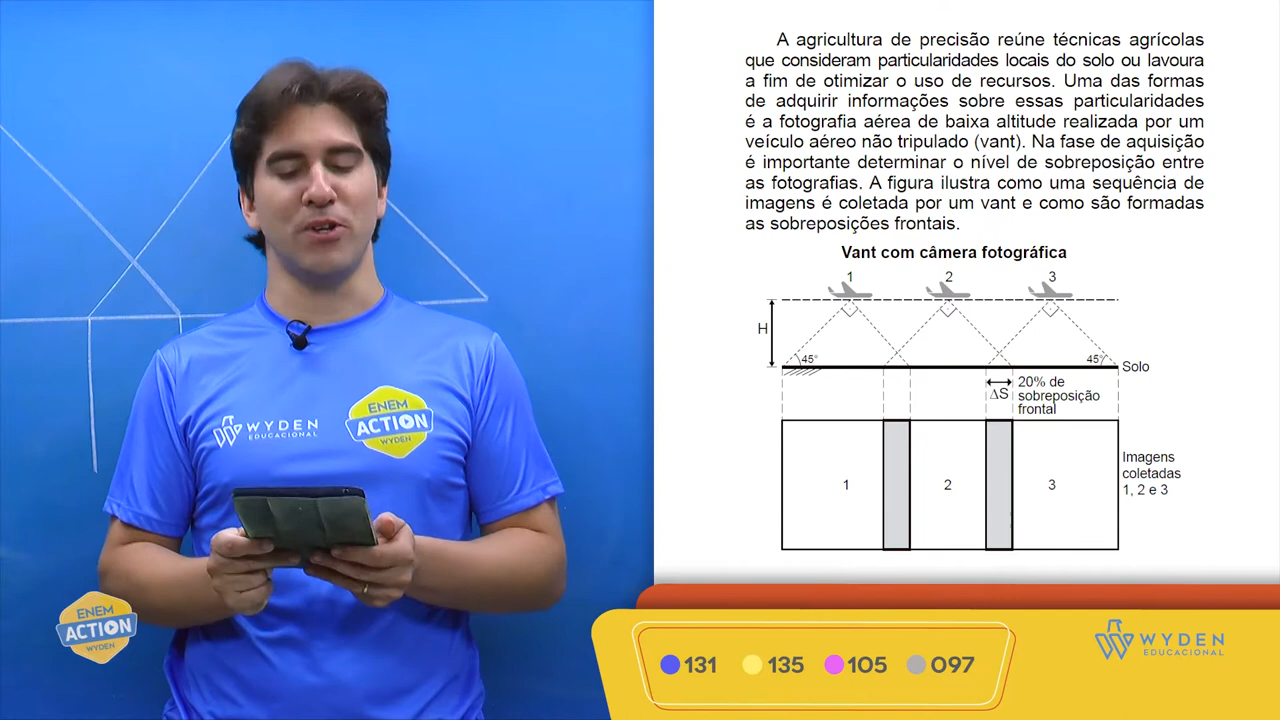 A agricultura de precisão reúne técnicas agrícolas
que consideram particularidades locais do solo ou lavoura
a fim de otimizar o uso de recursos. Uma das formas
de adquirir informações sobre essas particularidades
é a fotografia aérea de baixa altitude realizada por um
veículo aéreo não tripulado (vant). Na fase de aquisição
é importante determinar o nível de sobreposição entre
as fotografias. A figura ilustra como uma sequência de
imagens é coletada por um vant e como são formadas
as sobreposições frontais.
Vant com câmera fotográfica
1 2 3
H
45° 45°
Solo
ΔS
20% de
sobreposição
frontal
1 2 3
Imagens
coletadas
1, 2 e 3
WYDEN
EDUCACIONAL
ENEM
ACTION
WYDEN
ENEM
ACTION
WYDEN
131 135 105 097
WYDEN
EDUCACIONAL